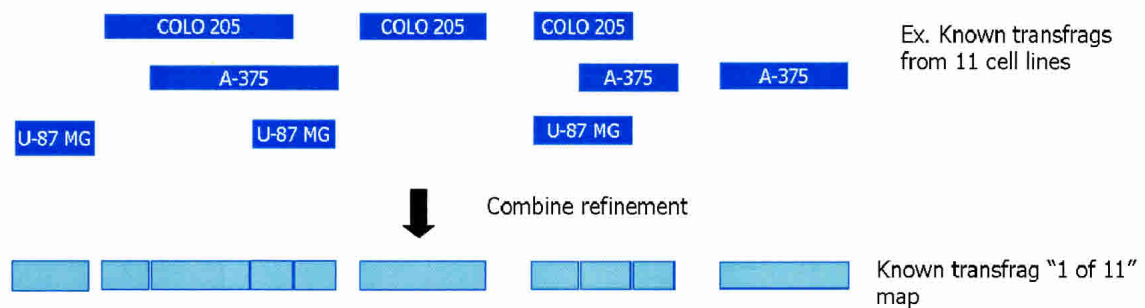 COLO 205 COLO 205 COLO 205
Ex. Known transfrags
from 11 cell lines
A-375 A-375 A-375
U-87 MG U-87 MG U-87 MG
Combine refinement
Known transfrag “1 of 11”
map